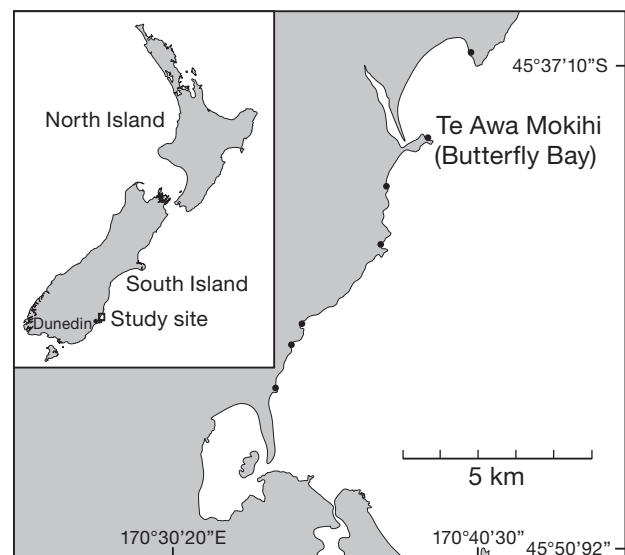 North Island
South Island
Dunedin
Study site
45°37'10"S
Te Awa Mokihi
(Butterfly Bay)
5 km
170°30'20"E
170°40'30"
45°50'92"